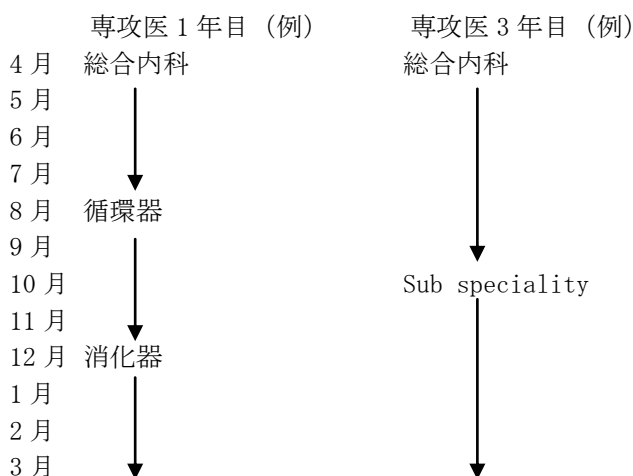 専攻医 1 年目 (例) 専攻医 3 年目 (例)
4 月 総合内科 総合内科
5 月
6 月
7 月
8 月 循環器
9 月
10 月 Sub speciality
11 月
12 月 消化器
1 月
2 月
3 月